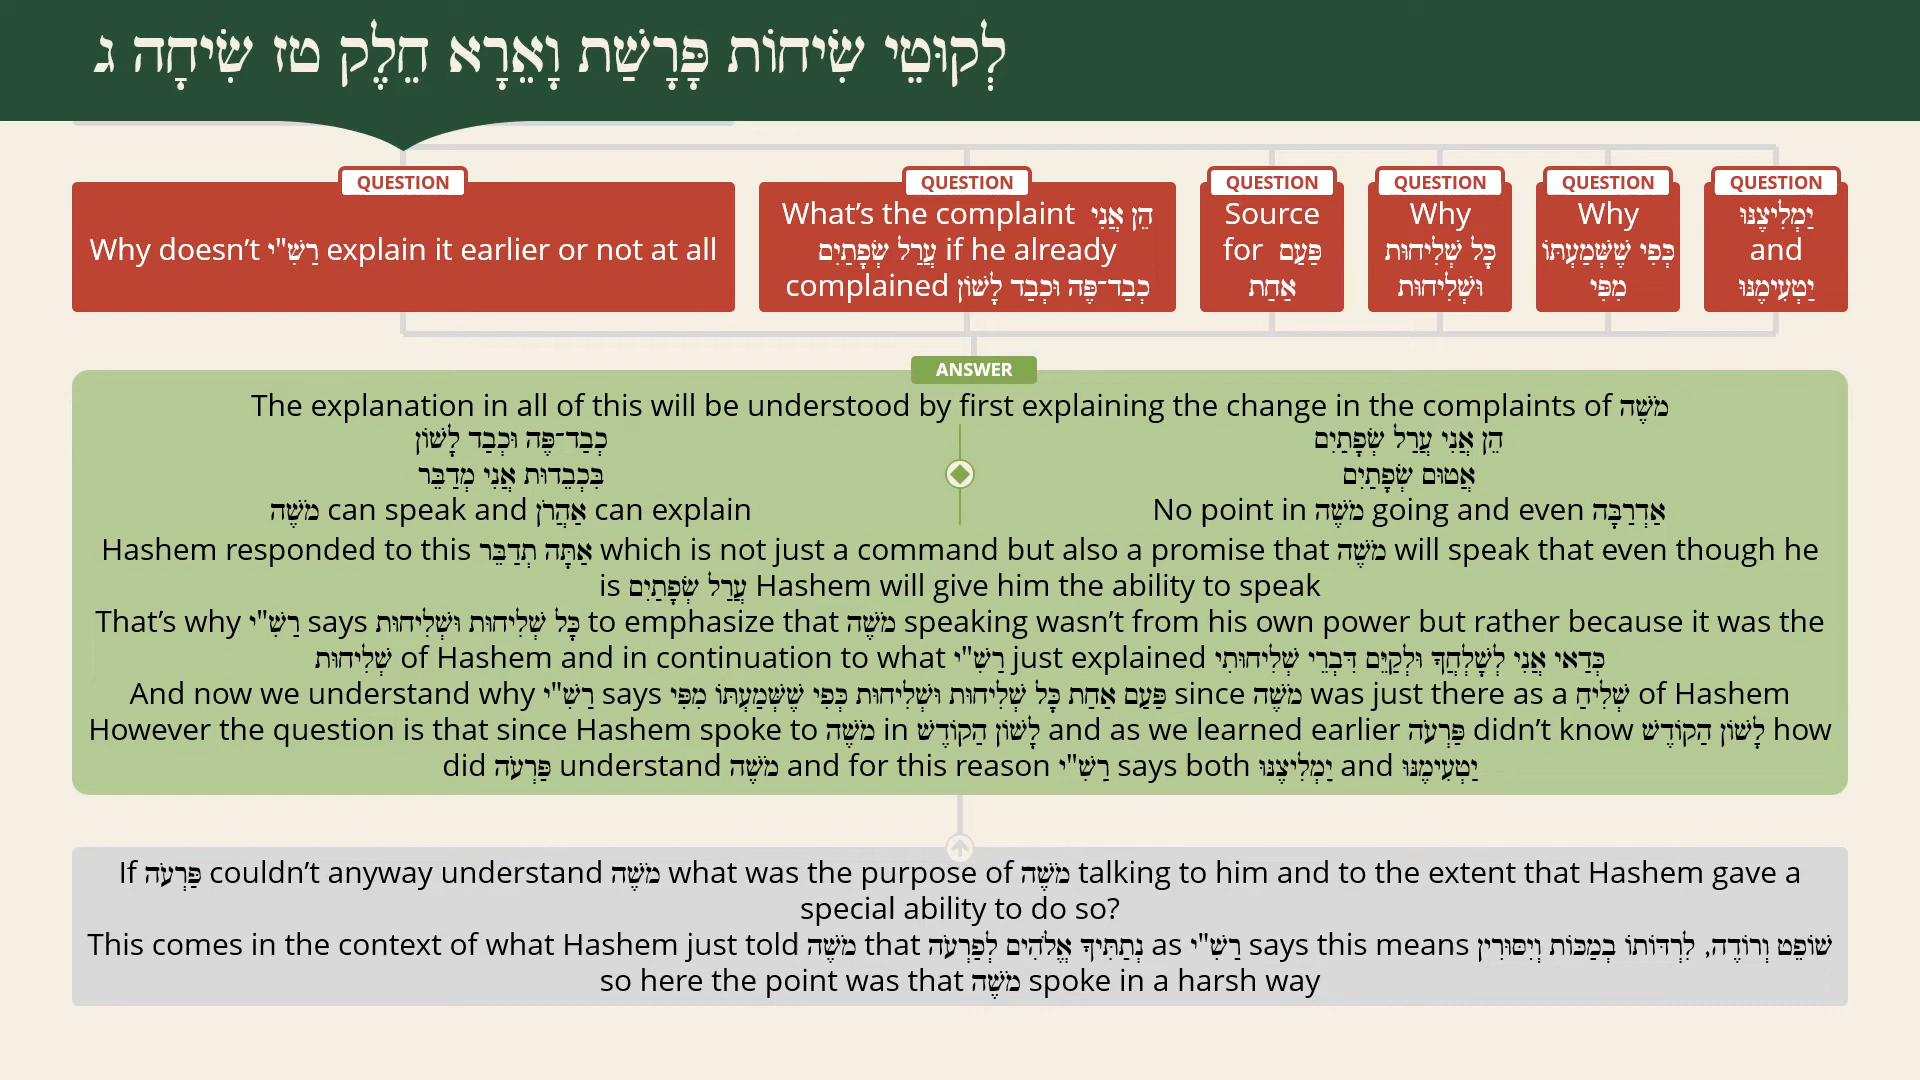 לְקוּטֵי שִׂיחוֹת פָּרָשַׁת וָאֵרָא חֵלֶק טז שִׂיחָה ג
QUESTION
Why doesn’t רַשִׁ"י explain it earlier or not at all
QUESTION
What’s the complaint הֵן אֲנִי
עֲרַל שְׂפָתַיִם if he already
complained כְבַד־פֶּה וּכְבַד לָשׁוֹן
QUESTION
Source
for פַּעַם
אַחַת
QUESTION
Why
כָּל שְׁלִיחוּת
וּשְׁלִיחוּת
QUESTION
Why
כְּפִי שֶׁשְּׁמַעְתּוֹ
מִפִּי
QUESTION
יַמְלִיצֶנּוּ
and
יַטְעִימֶנּוּ
ANSWER
The explanation in all of this will be understood by first explaining the change in the complaints of מֹשֶׁה
כְבַד־פֶּה וּכְבַד לָשׁוֹן
בִּכְבֵדוּת אֲנִי מְדַבֵּר
מֹשֶׁה can speak and אַהֲרֹן can explain
הֵן אֲנִי עֲרַל שְׂפָתַיִם
אֲטוּם שְׂפָתַיִם
No point in מֹשֶׁה going and even אַדְרַבָּה
Hashem responded to this אַתָּה תְדַבֵּר which is not just a command but also a promise that מֹשֶׁה will speak that even though he
is עֲרַל שְׂפָתַיִם Hashem will give him the ability to speak
That’s why רַשִׁ"י says כָּל שְׁלִיחוּת וּשְׁלִיחוּת to emphasize that מֹשֶׁה speaking wasn’t from his own power but rather because it was the
שְׁלִיחוּת of Hashem and in continuation to what רַשִׁ"י just explained כְּדַאי אֲנִי לְשָׁלְחֲךָ וּלְקַיֵּם דִּבְרֵי שְׁלִיחוּתִי
And now we understand why רַשִׁ"י says פַּעַם אַחַת כָּל שְׁלִיחוּת וּשְׁלִיחוּת כְּפִי שֶׁשְּׁמַעְתּוֹ מִפִּי since מֹשֶׁה was just there as a שְׁלִיחַ of Hashem
However the question is that since Hashem spoke to מֹשֶׁה in לָשׁוֹן הַקוֹדֶשׁ and as we learned earlier פַּרְעֹה didn’t know לָשׁוֹן הַקוֹדֶשׁ how
did פַּרְעֹה understand מֹשֶׁה and for this reason רַשִׁ"י says both יַמְלִיצֶנּוּ and יַטְעִימֶנּוּ
If פַּרְעֹה couldn’t anyway understand מֹשֶׁה what was the purpose of מֹשֶׁה talking to him and to the extent that Hashem gave a
special ability to do so?
This comes in the context of what Hashem just told מֹשֶׁה that נְתַתִּיךָ אֱלֹהִים לְפַרְעֹה as רַשִׁ"י says this means שׁוֹפֵט וְרוֹדֶה, לִרְדּוֹתוֹ בְמַכּוֹת וְיִסּוּרִין
so here the point was that מֹשֶׁה spoke in a harsh way